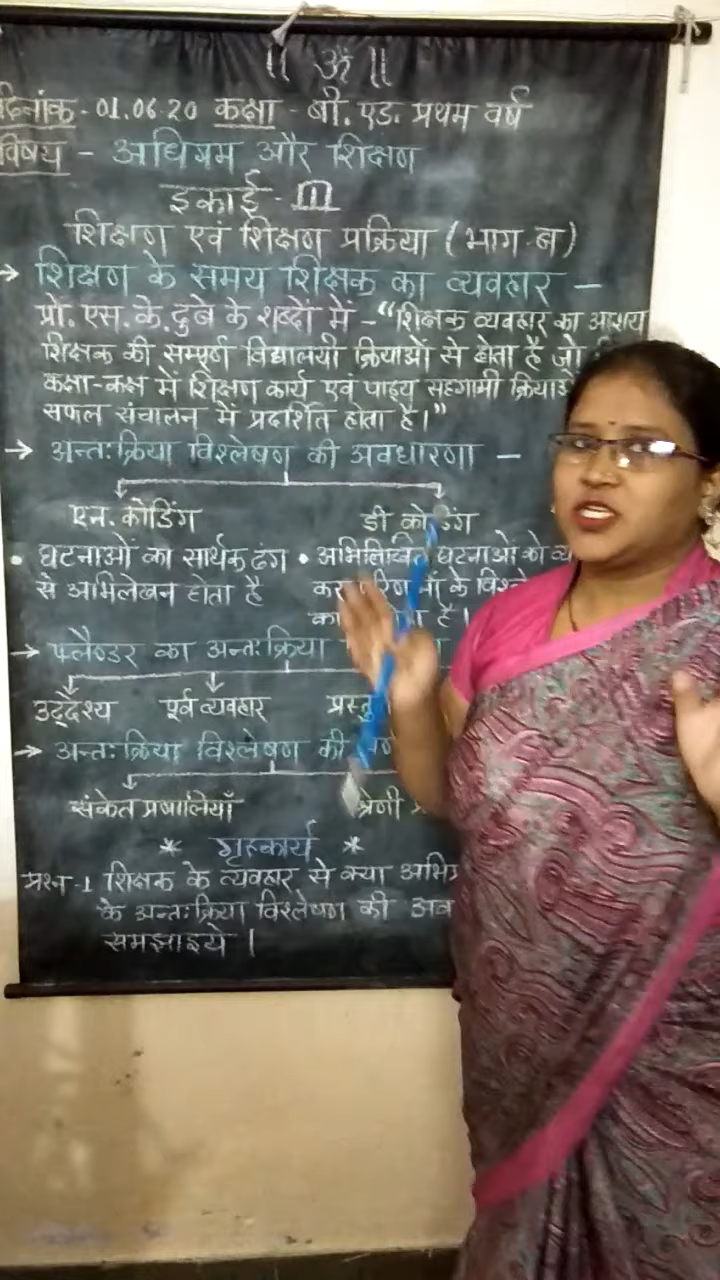 || ॐ ||
दिनांक - 01.06.20 कक्षा - बी. एड. प्रथम वर्ष
विषय - अधिगम और शिक्षण
इकाई - III
शिक्षण एवं शिक्षण प्रक्रिया (भाग-ब)
→ शिक्षण के समय शिक्षक का व्यवहार -
प्रो. एस. के. दुबे के शब्दों में - “शिक्षक व्यवहार का आशय
शिक्षक की सम्पूर्ण विद्यालयी क्रियाओं से होता है जो
कक्षा-कक्ष में शिक्षण कार्य एवं पाठ्य सहगामी
सफल संचालन में प्रदर्शित होता है।”
→ अन्तःक्रिया विश्लेषण की अवधारणा -
एन. कोडिंग डी कोडिंग
• घटनाओं का सार्थक ढंग • अभिलिखित घटनाओं को
से अभिलेखन होता है के
है।
→ फ्लैण्डर का अन्तःक्रिया
उद्देश्य पूर्व व्यवहार
→ अन्तःक्रिया विश्लेषण की
संकेत प्रणालियाँ श्रेणी
* गृहकार्य *
प्रश्न-1 शिक्षक के व्यवहार से क्या
के अन्तःक्रिया विश्लेषण की
समझाइये।